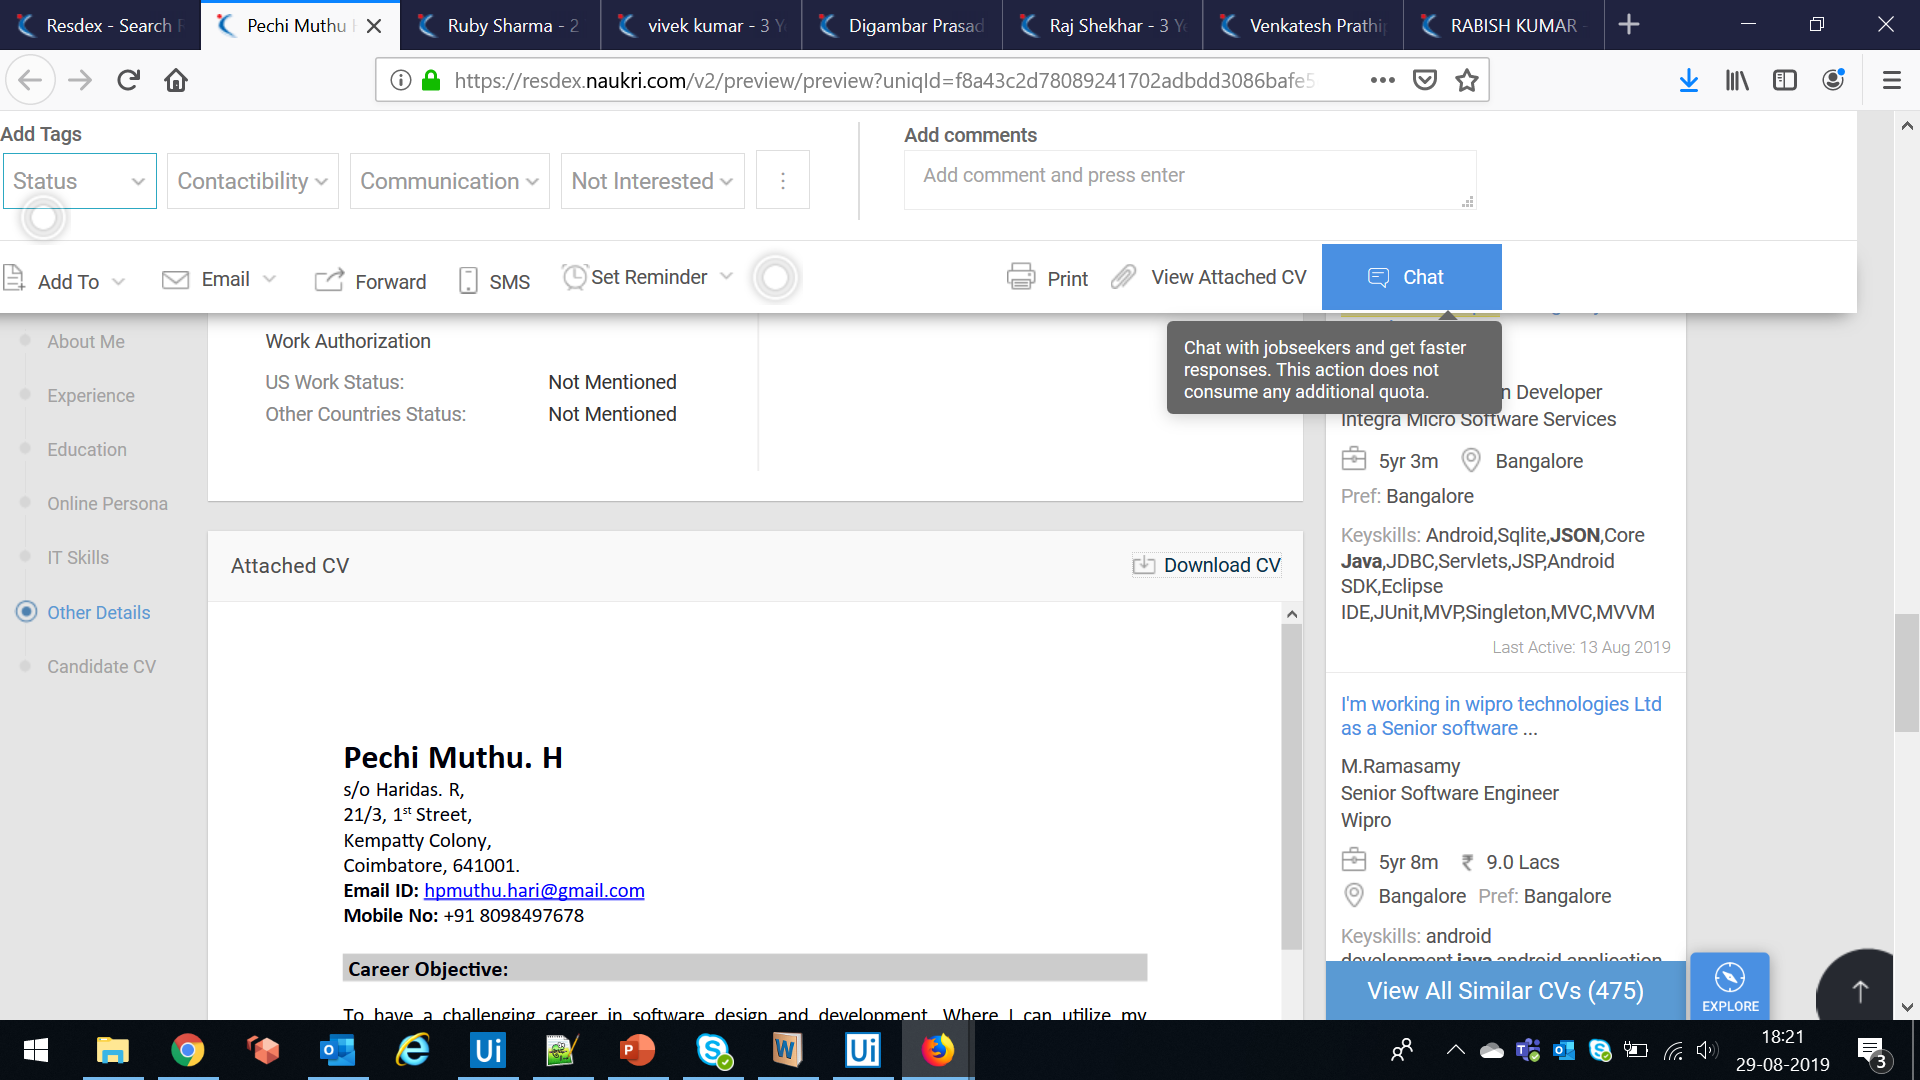 Resdex - Search
Pechi Muthu
Ruby Sharma - 2
vivek kumar - 3 Y
Digambar Prasad
Raj Shekhar - 3 Y
Venkatesh Prathi
RABISH KUMAR -
https://resdex.naukri.com/v2/preview/preview?uniqId=f8a43c2d78089241702adbdd3086bafe5
Add Tags
Add comments
Status
Contactibility
Communication
Not Interested
Add comment and press enter
Add To
Email
Forward
SMS
Set Reminder
Print
View Attached CV
Chat
Chat with jobseekers and get faster
responses. This action does not
consume any additional quota.
About Me
Experience
Education
Online Persona
IT Skills
Other Details
Candidate CV
Work Authorization
US Work Status: Not Mentioned
Other Countries Status: Not Mentioned
Attached CV
Download CV
Pechi Muthu. H
s/o Haridas. R,
21/3, 1st Street,
Kempatty Colony,
Coimbatore, 641001.
Email ID: hpmuthu.hari@gmail.com
Mobile No: +91 8098497678
Career Objective:
To have a challenging career in software design and development. Where I can utilize my
n Developer
Integra Micro Software Services
5yr 3m Bangalore
Pref: Bangalore
Keyskills: Android,Sqlite,JSON,Core
Java,JDBC,Servlets,JSP,Android
SDK,Eclipse
IDE,JUnit,MVP,Singleton,MVC,MVVM
Last Active: 13 Aug 2019
I'm working in wipro technologies Ltd
as a Senior software ...
M.Ramasamy
Senior Software Engineer
Wipro
5yr 8m ₹ 9.0 Lacs
Bangalore Pref: Bangalore
Keyskills: android
development,java,android application
View All Similar CVs (475)
EXPLORE
18:21
29-08-2019
3